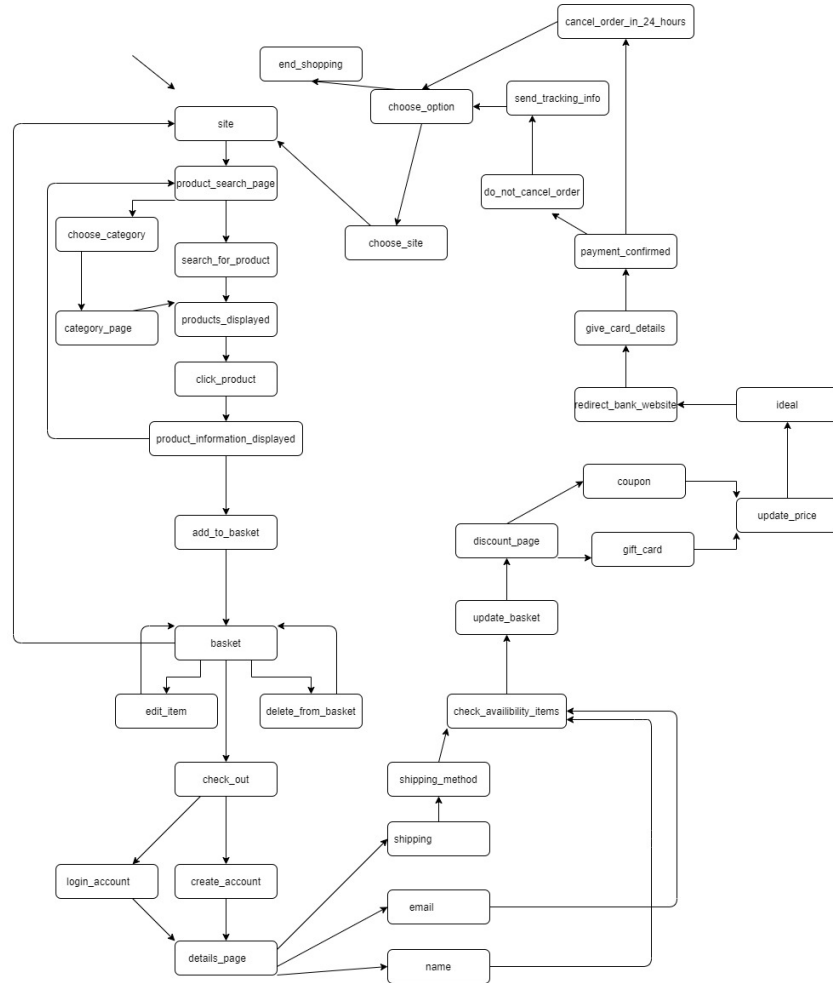 cancel_order_in_24_hours
end_shopping
choose_option
send_tracking_info
site
product_search_page
do_not_cancel_order
choose_category
choose_site
payment_confirmed
search_for_product
category_page
products_displayed
give_card_details
click_product
redirect_bank_website
ideal
product_information_displayed
coupon
update_price
add_to_basket
discount_page
gift_card
update_basket
basket
edit_item
delete_from_basket
check_availibility_items
check_out
shipping_method
shipping
login_account
create_account
email
details_page
name